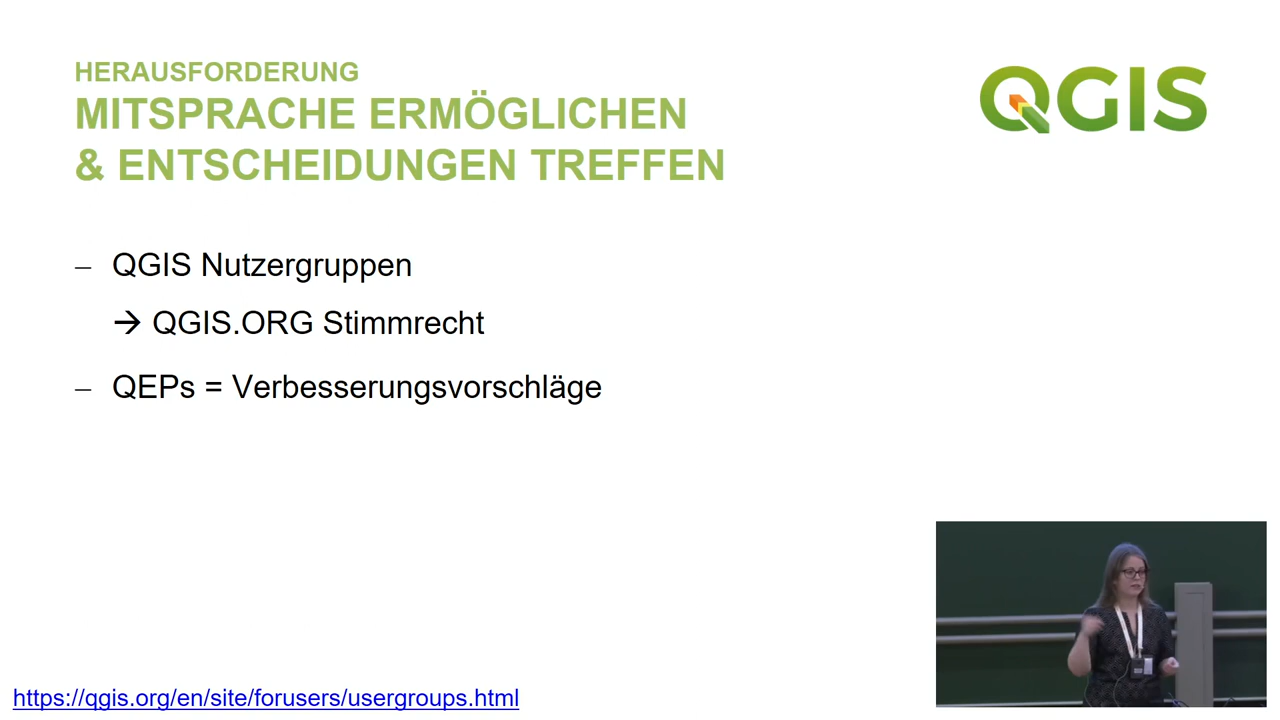 HERAUSFORDERUNG
MITSPRACHE ERMÖGLICHEN
& ENTSCHEIDUNGEN TREFFEN
QGIS
– QGIS Nutzergruppen
→ QGIS.ORG Stimmrecht
– QEPs = Verbesserungsvorschläge
https://qgis.org/en/site/forusers/usergroups.html